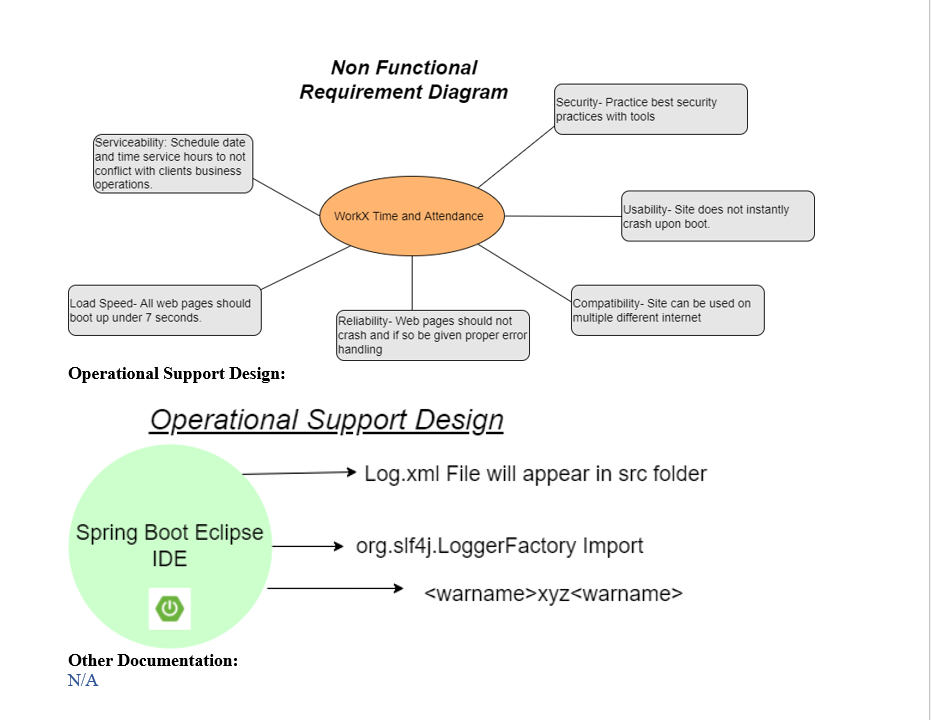 Non Functional
Requirement Diagram
Security- Practice best security
practices with tools
Serviceability: Schedule date
and time service hours to not
conflict with clients business
operations.
WorkX Time and Attendance
Usability- Site does not instantly
crash upon boot.
Load Speed- All web pages should
boot up under 7 seconds.
Reliability- Web pages should not
crash and if so be given proper error
handling
Compatibility- Site can be used on
multiple different internet
Operational Support Design:
Operational Support Design
Log.xml File will appear in src folder
Spring Boot Eclipse
IDE
org.slf4j.LoggerFactory Import
<warname>xyz<warname>
Other Documentation:
N/A